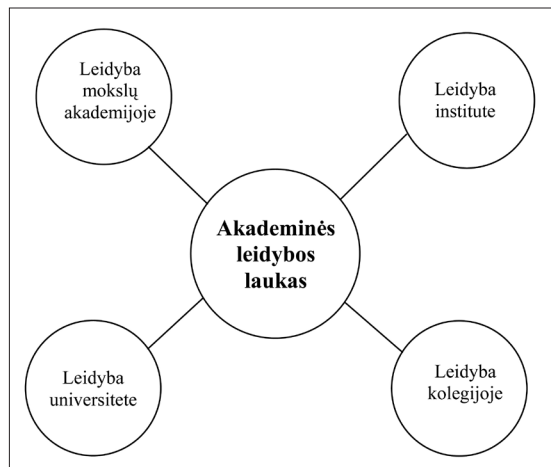 Leidyba
mokslų
akademijoje
Leidyba
institute
Akademinės
leidybos
laukas
Leidyba
universitete
Leidyba
kolegijoje